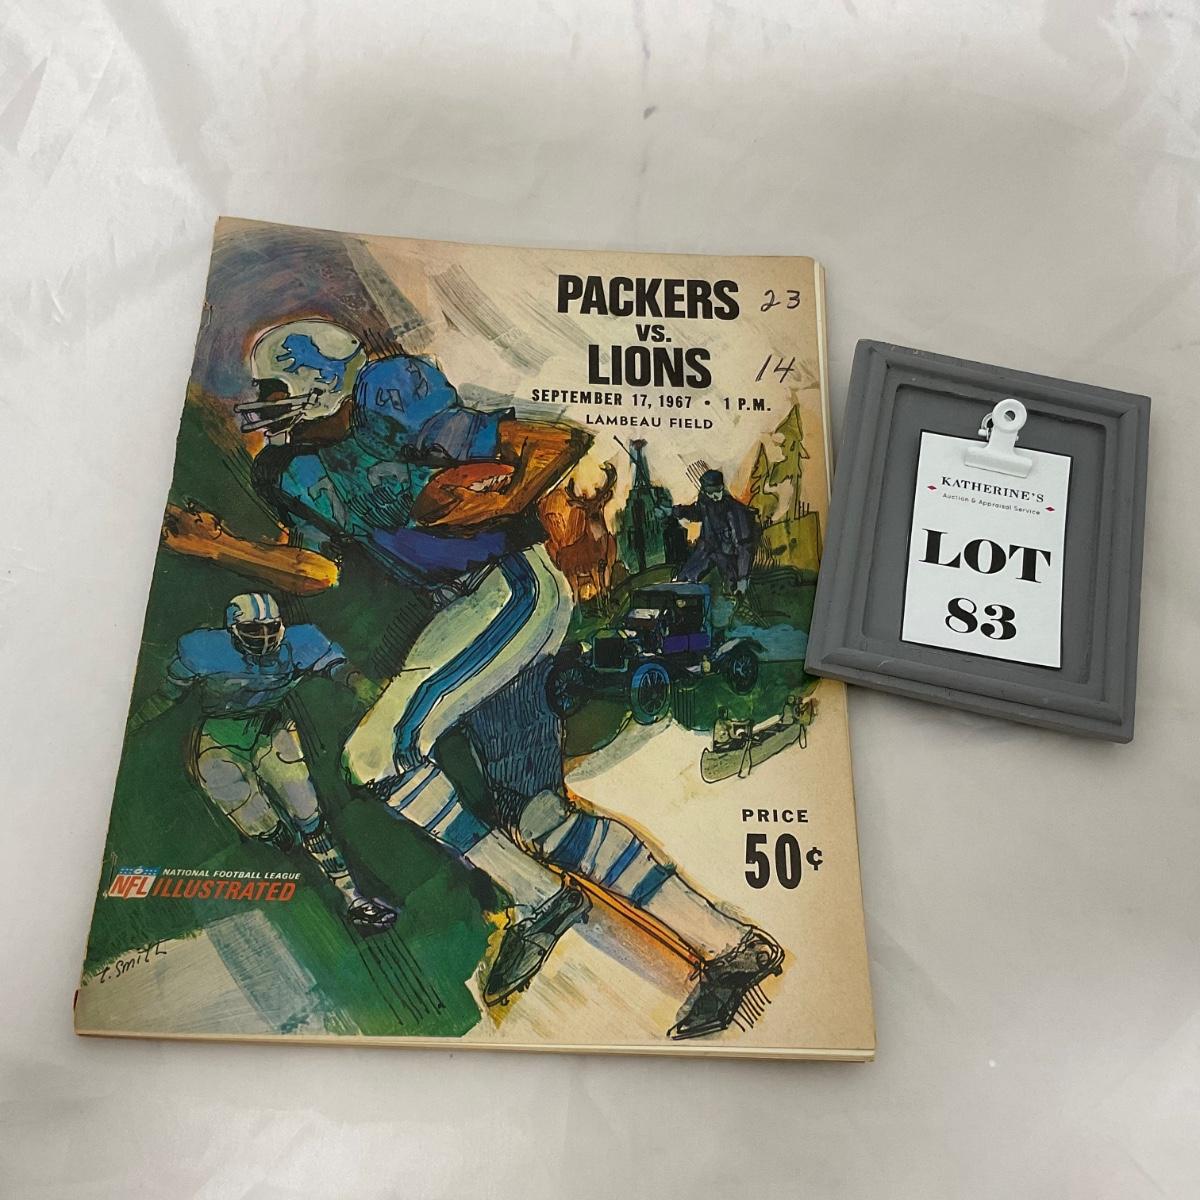 PACKERS 23
VS.
LIONS 14
SEPTEMBER 17, 1967 • 1 P.M.
LAMBEAU FIELD
PRICE
50¢
NFL NATIONAL FOOTBALL LEAGUE
ILLUSTRATED
C. Smith
KATHERINE'S
Auction & Appraisal Service
LOT
83